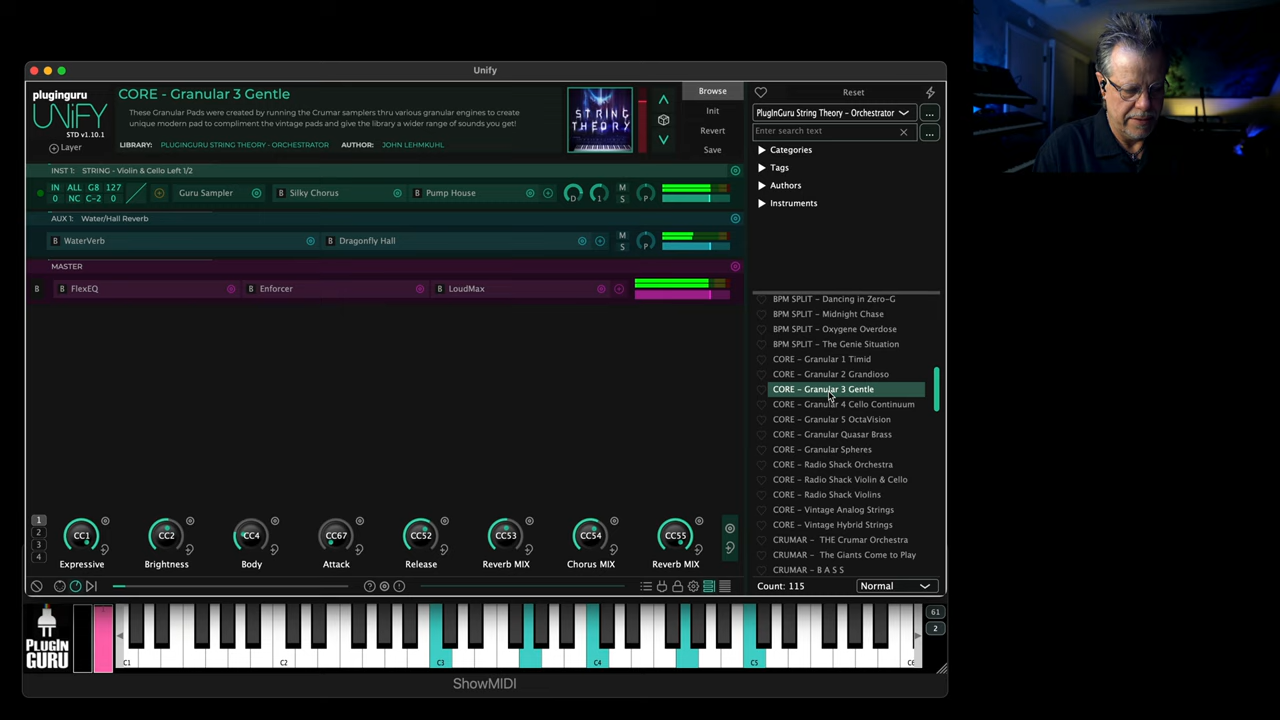 Unify
pluginguru
UNiFY
STD v1.10.1
Layer
CORE - Granular 3 Gentle
These Granular Pads were created by running the Crumar samplers thru various granular engines to create
unique modern pad to compliment the vintage pads and give the library a wider range of sounds you get!
LIBRARY: PLUGINGURU STRING THEORY - ORCHESTRATOR AUTHOR: JOHN LEHMKUHL
STRING
THEORY
Browse
Init
Revert
Save
Reset
PlugInGuru String Theory - Orchestrator
...
Enter search text
...
Categories
Tags
Authors
Instruments
INST 1: STRING - Violin & Cello Left 1/2
IN ALL G8 127
0 NC C-2 0
Guru Sampler
B Silky Chorus
B Pump House
D
1
M
S
P
AUX 1: Water/Hall Reverb
B WaterVerb
B Dragonfly Hall
M
S
P
MASTER
B
B FlexEQ
B Enforcer
B LoudMax
BPM SPLIT - Dancing in Zero-G
BPM SPLIT - Midnight Chase
BPM SPLIT - Oxygene Overdose
BPM SPLIT - The Genie Situation
CORE - Granular 1 Timid
CORE - Granular 2 Grandioso
CORE - Granular 3 Gentle
CORE - Granular 4 Cello Continuum
CORE - Granular 5 OctaVision
CORE - Granular Quasar Brass
CORE - Granular Spheres
CORE - Radio Shack Orchestra
CORE - Radio Shack Violin & Cello
CORE - Radio Shack Violins
CORE - Vintage Analog Strings
CORE - Vintage Hybrid Strings
CRUMAR - THE Crumar Orchestra
CRUMAR - The Giants Come to Play
CRUMAR - B A S S
Count: 115
Normal
1
2
3
4
CC1
CC2
CC4
CC67
CC52
CC53
CC54
CC55
Expressive
Brightness
Body
Attack
Release
Reverb MIX
Chorus MIX
Reverb MIX
PLUGIN
GURU
C1
C2
C3
C4
C5
C6
61
2
ShowMIDI